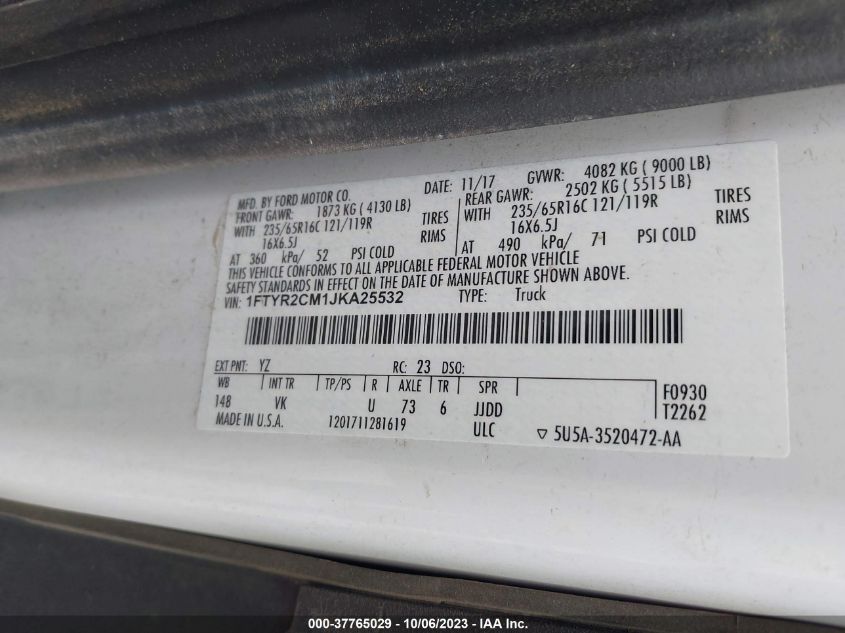 MFD. BY FORD MOTOR CO. DATE: 11/17 GVWR: 4082 KG ( 9000 LB)
FRONT GAWR: 1873 KG ( 4130 LB) REAR GAWR: 2502 KG ( 5515 LB)
WITH 235/65R16C 121/119R TIRES WITH 235/65R16C 121/119R TIRES
16X6.5J RIMS 16X6.5J RIMS
AT 360 kPa/ 52 PSI COLD AT 490 kPa/ 71 PSI COLD
THIS VEHICLE CONFORMS TO ALL APPLICABLE FEDERAL MOTOR VEHICLE
SAFETY STANDARDS IN EFFECT ON THE DATE OF MANUFACTURE SHOWN ABOVE.
VIN: 1FTYR2CM1JKA25532 TYPE: Truck
EXT PNT: YZ RC: 23 DSO:
WB INT TR TP/PS R AXLE TR SPR F0930
148 VK U 73 6 JJDD T2262
MADE IN U.S.A. 1201711281619 ULC ▽ 5U5A-3520472-AA
000-37765029 - 10/06/2023 - IAA Inc.